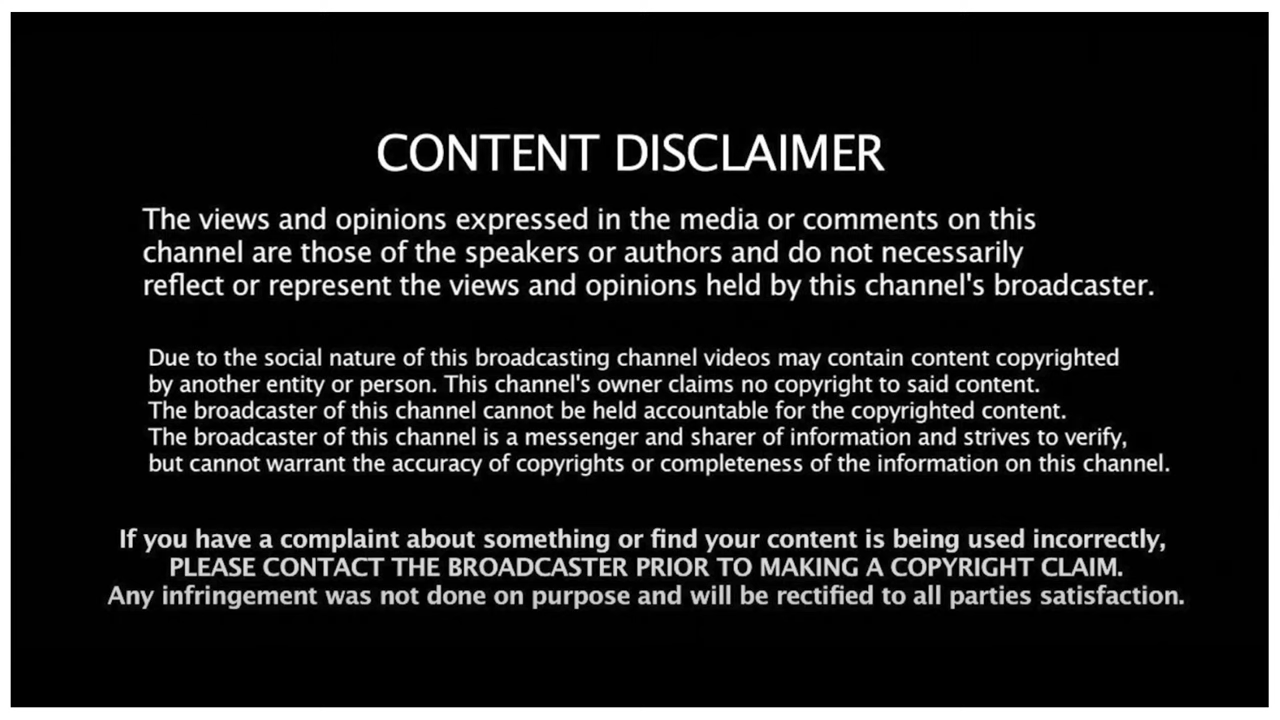 CONTENT DISCLAIMER
The views and opinions expressed in the media or comments on this
channel are those of the speakers or authors and do not necessarily
reflect or represent the views and opinions held by this channel's broadcaster.
Due to the social nature of this broadcasting channel videos may contain content copyrighted
by another entity or person. This channel's owner claims no copyright to said content.
The broadcaster of this channel cannot be held accountable for the copyrighted content.
The broadcaster of this channel is a messenger and sharer of information and strives to verify,
but cannot warrant the accuracy of copyrights or completeness of the information on this channel.
If you have a complaint about something or find your content is being used incorrectly,
PLEASE CONTACT THE BROADCASTER PRIOR TO MAKING A COPYRIGHT CLAIM.
Any infringement was not done on purpose and will be rectified to all parties satisfaction.